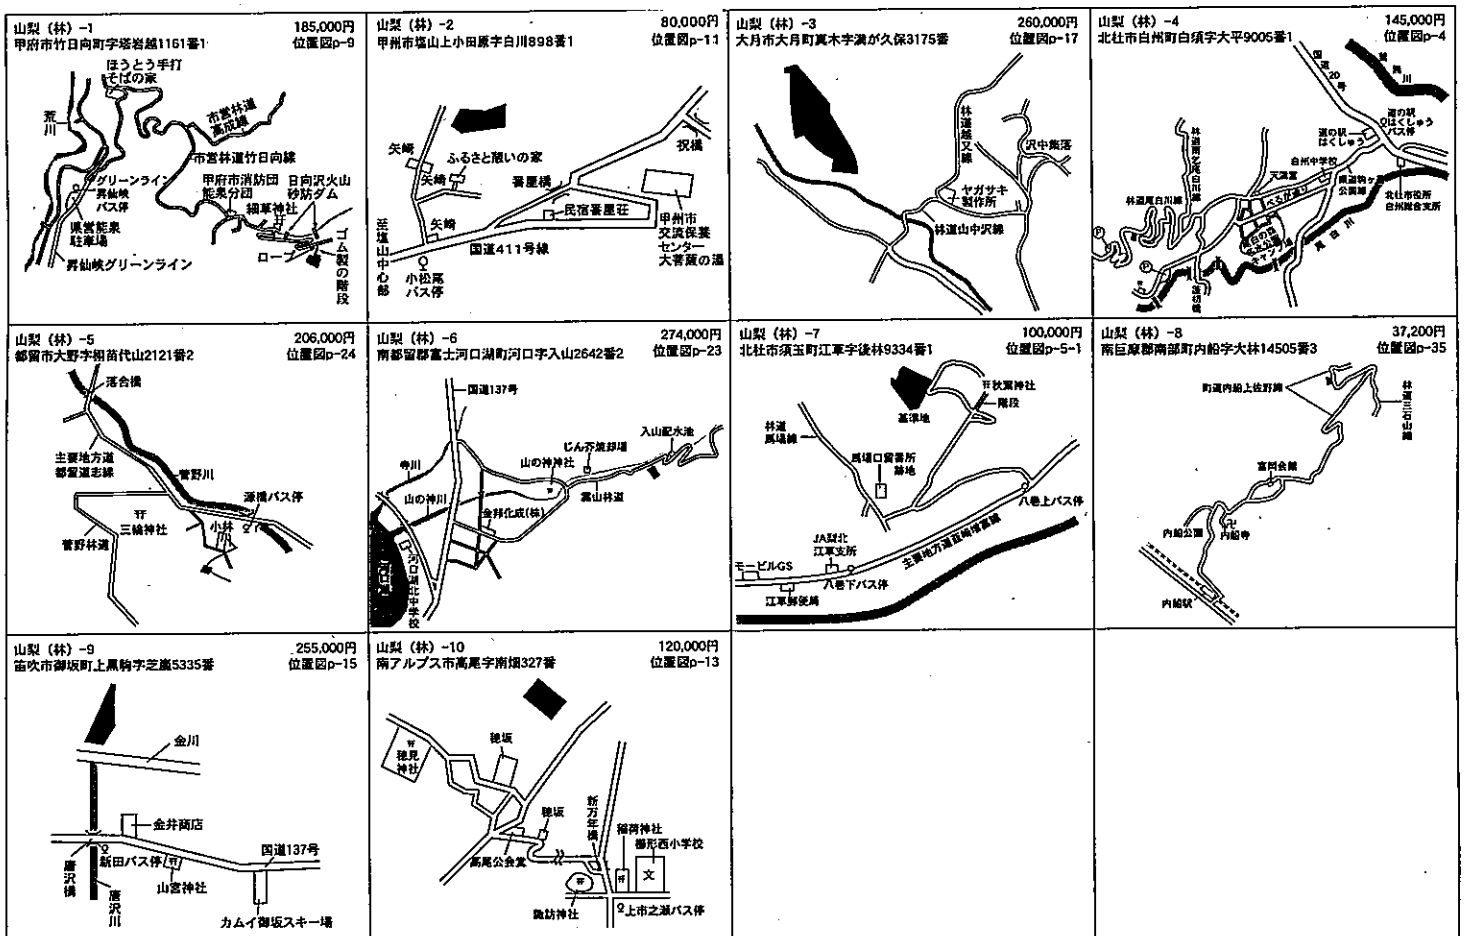 山梨（林）-1 185,000円
甲府市竹日向町字塔岩越1161番1 位置図p-9
ほうとう手打
そばの家
荒川
市営林道
高成線
市営林道竹日向線
グリーンライン
昇仙峡
バス停
甲府市消防団
能泉分団
日向沢火山
砂防ダム
細草神社
県営能泉
駐車場
ロープ
ゴム製の階段
昇仙峡グリーンライン
山梨（林）-2 80,000円
甲州市塩山上小田原字白川898番1 位置図p-11
矢崎
ふるさと憩いの家
矢崎
番屋橋
祝橋
民宿番屋荘
甲州市
交流保養
センター
大菩薩の湯
矢崎
国道411号線
至塩山中心部
小松尾
バス停
山梨（林）-3 260,000円
大月市大月町真木字溝が久保3175番 位置図p-17
林道越又線
沢中集落
ヤガサキ
製作所
林道山中沢線
山梨（林）-4 145,000円
北杜市白州町白須字大平9005番1 位置図p-4
国道20号
道の駅
はくしゅう
バス停
道の駅
はくしゅう
白州中学校
天満宮
べるが通り
県道駒ヶ岳
公園線
北杜市役所
白州総合支所
林道尾白川線
尾白川
山梨（林）-5 206,000円
都留市大野字棚苗代山2121番2 位置図p-24
落合橋
主要地方道
都留道志線
菅野川
源橋バス停
三輪神社
小林
菅野林道
山梨（林）-6 274,000円
南都留郡富士河口湖町河口字入山2642番2 位置図p-23
国道137号
入山配水池
じん芥焼却場
山の神神社
寺川
山の神川
霜山林道
金邦化成(株)
河口湖
河口湖北中学校
山梨（林）-7 100,000円
北杜市須玉町江草字後林9334番1 位置図p-5-1
秋葉神社
階段
基準地
林道
馬場線
馬場口留番所
跡地
八巻上バス停
JA梨北
江草支所
主要地方道韮崎増富線
モービルGS
八巻下バス停
江草郵便局
山梨（林）-8 37,200円
南巨摩郡南部町内船字大林14505番3 位置図p-35
町道内船上佐野線
林道三石山線
富岡会館
内船公園
内船寺
内船駅
山梨（林）-9 255,000円
笛吹市御坂町上黒駒字芝嵐5335番 位置図p-15
金川
金井商店
国道137号
唐沢橋
新田バス停
山宮神社
唐沢川
カムイ御坂スキー場
山梨（林）-10 120,000円
南アルプス市高尾字南畑327番 位置図p-13
穂見
神社
穂坂
穂坂
新万年橋
稲荷神社
櫛形西小学校
高尾公会堂
文
諏訪神社
上市之瀬バス停